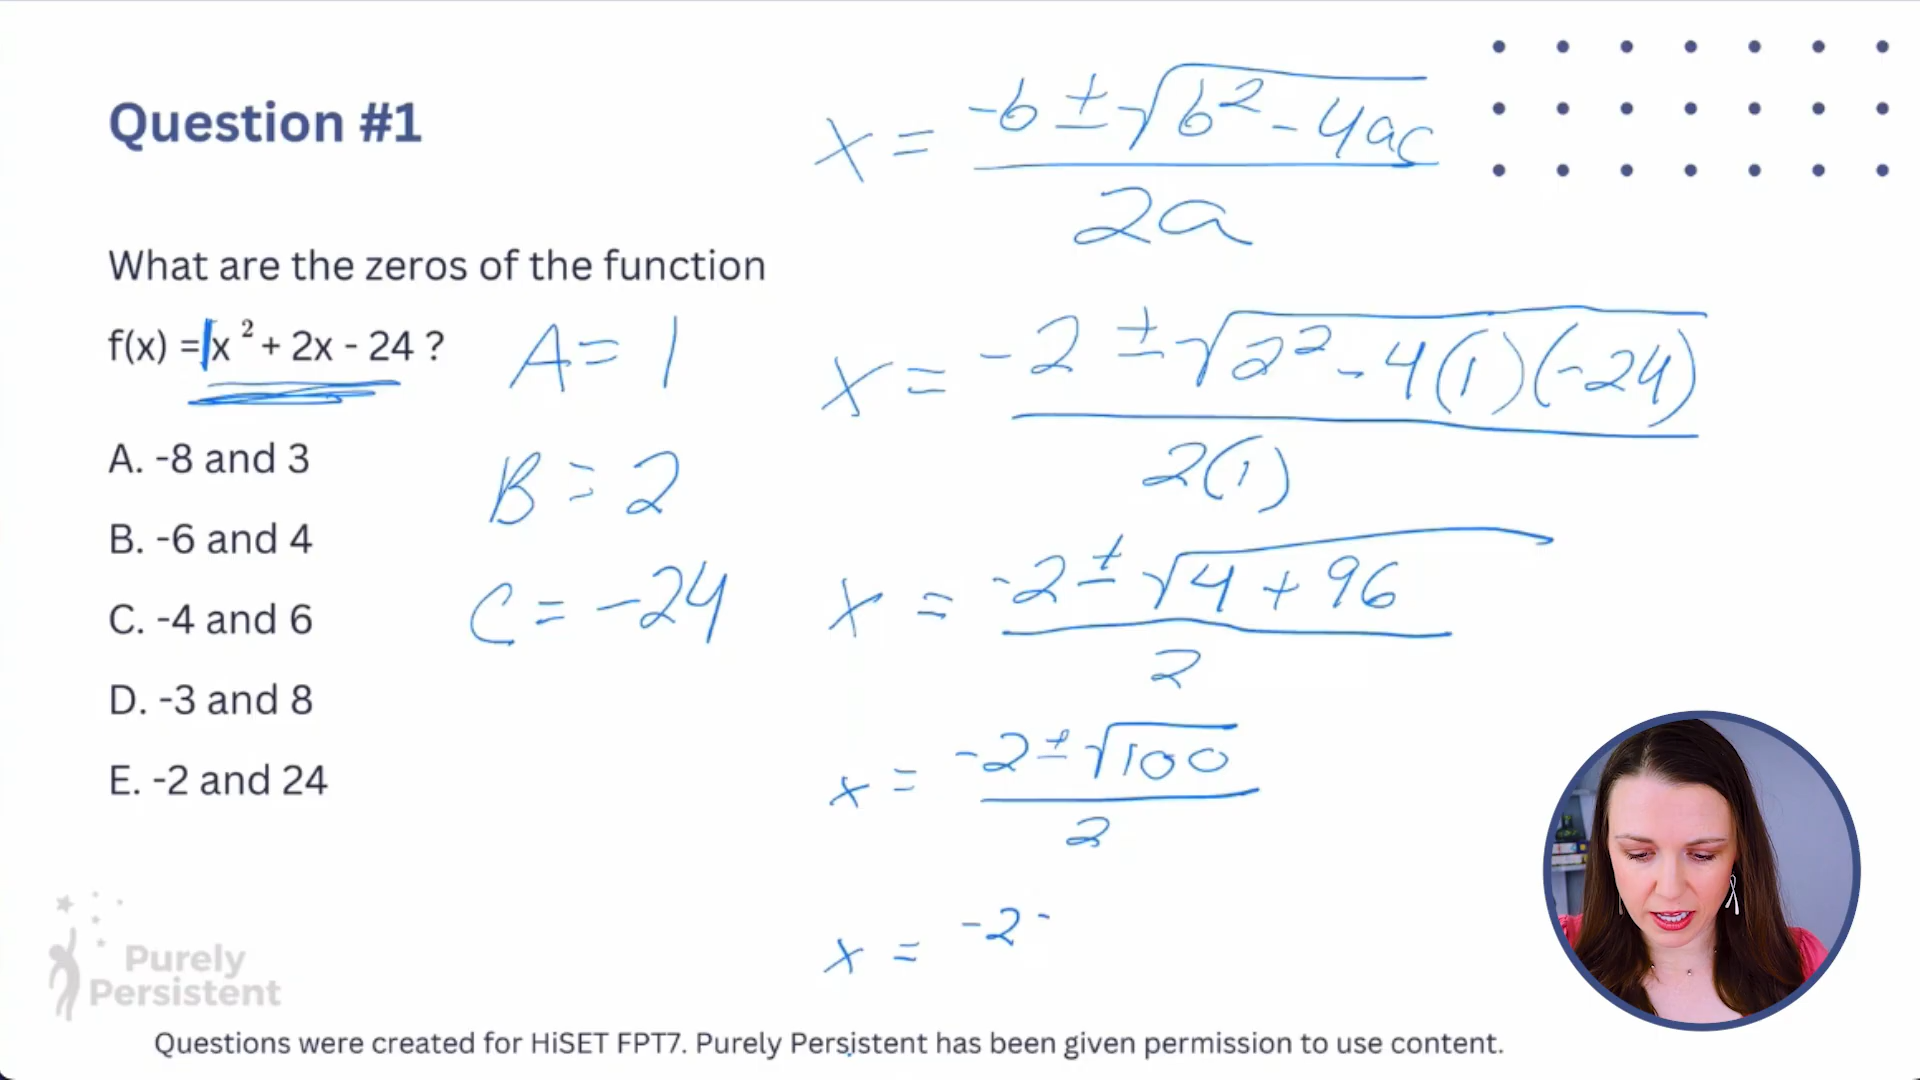 Question #1
What are the zeros of the function
f(x) = 1x² + 2x - 24 ?
A. -8 and 3
B. -6 and 4
C. -4 and 6
D. -3 and 8
E. -2 and 24
A = 1
B = 2
C = -24
x = (-b ± √(b² - 4ac)) / 2a
x = (-2 ± √(2² - 4(1)(-24))) / 2(1)
x = (-2 ± √(4 + 96)) / 2
x = (-2 ± √100) / 2
x = -2 -
Purely
Persistent
Questions were created for HiSET FPT7. Purely Persistent has been given permission to use content.